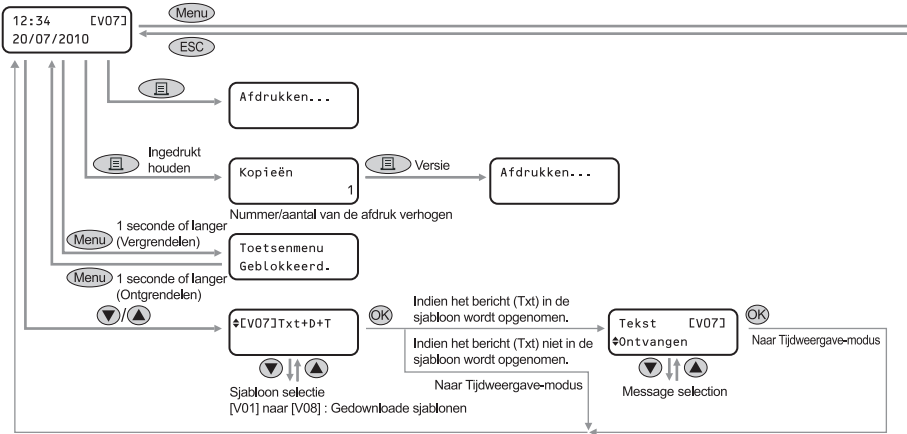 12:34 [V07]
20/07/2010
Menu
ESC
Afdrukken...
Ingedrukt
houden
Kopieën
1
Versie
Afdrukken...
Nummer/aantal van de afdruk verhogen
Menu
1 seconde of langer
(Vergrendelen)
Toetsenmenu
Geblokkeerd.
Menu
1 seconde of langer
(Ontgrendelen)
▼/▲
[V07]Txt+D+T
OK
Indien het bericht (Txt) in de
sjabloon wordt opgenomen.
Indien het bericht (Txt) niet in de
sjabloon wordt opgenomen.
Naar Tijdweergave-modus
Tekst [V07]
Ontvangen
OK
Naar Tijdweergave-modus
Sjabloon selectie
[V01] naar [V08] : Gedownloade sjablonen
Message selection